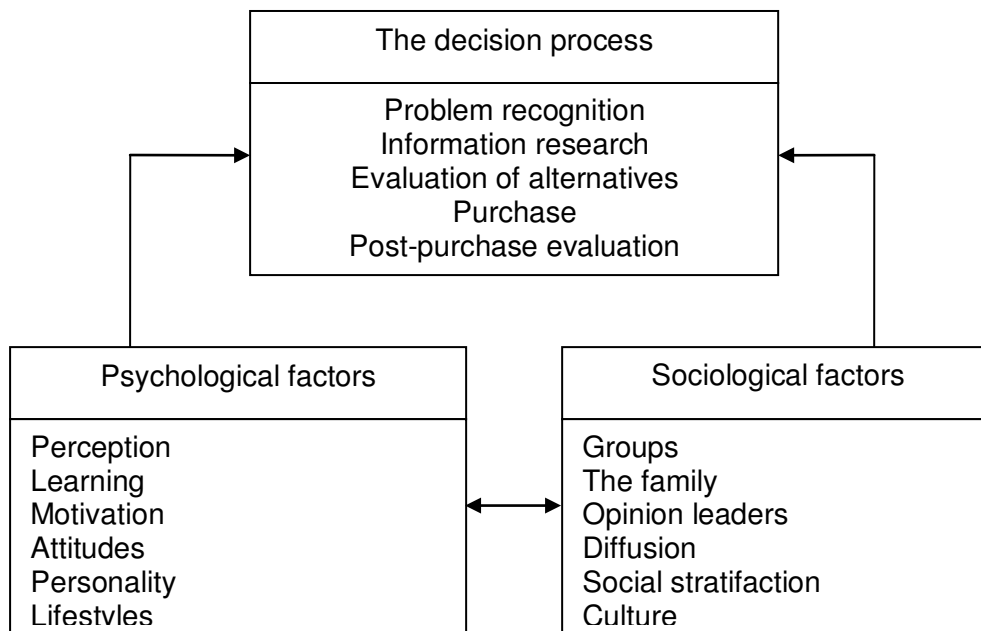 The decision process
Problem recognition
Information research
Evaluation of alternatives
Purchase
Post-purchase evaluation
Psychological factors
Perception
Learning
Motivation
Attitudes
Personality
Lifestyles
Sociological factors
Groups
The family
Opinion leaders
Diffusion
Social stratifaction
Culture